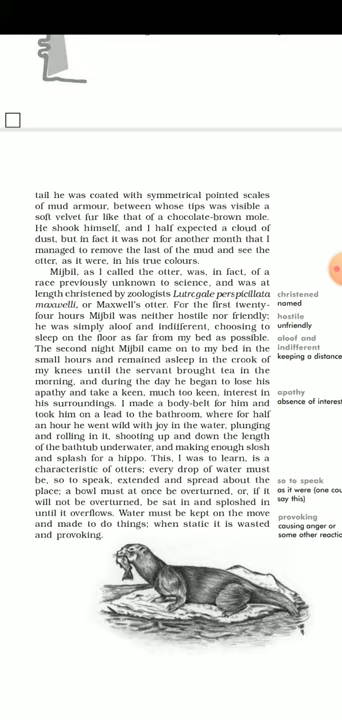 tail he was coated with symmetrical pointed scales
of mud armour, between whose tips was visible a
soft velvet fur like that of a chocolate-brown mole.
He shook himself, and I half expected a cloud of
dust, but in fact it was not for another month that I
managed to remove the last of the mud and see the
otter, as it were, in his true colours.
Mijbil, as I called the otter, was, in fact, of a
race previously unknown to science, and was at
length christened by zoologists Lutrogale perspicillata
maxwelli, or Maxwell's otter. For the first twenty-
four hours Mijbil was neither hostile nor friendly;
he was simply aloof and indifferent, choosing to
sleep on the floor as far from my bed as possible.
The second night Mijbil came on to my bed in the
small hours and remained asleep in the crook of
my knees until the servant brought tea in the
morning, and during the day he began to lose his
apathy and take a keen, much too keen, interest in
his surroundings. I made a body-belt for him and
took him on a lead to the bathroom, where for half
an hour he went wild with joy in the water, plunging
and rolling in it, shooting up and down the length
of the bathtub underwater, and making enough slosh
and splash for a hippo. This, I was to learn, is a
characteristic of otters; every drop of water must
be, so to speak, extended and spread about the
place; a bowl must at once be overturned, or, if it
will not be overturned, be sat in and sploshed in
until it overflows. Water must be kept on the move
and made to do things; when static it is wasted
and provoking.
christened
named
hostile
unfriendly
aloof and
indifferent
keeping a distance
apathy
absence of interest
so to speak
as it were (one cou
say this)
provoking
causing anger or
some other reactio